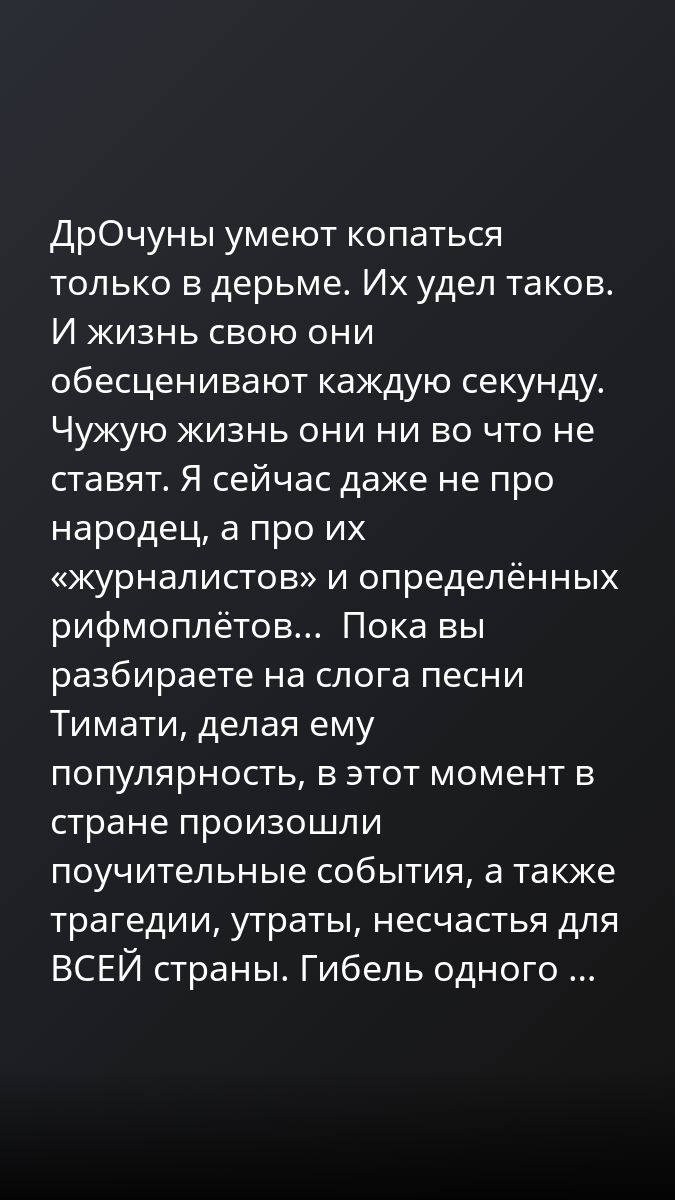 ДрОчуны умеют копаться
только в дерьме. Их удел таков.
И жизнь свою они
обесценивают каждую секунду.
Чужую жизнь они ни во что не
ставят. Я сейчас даже не про
народец, а про их
«журналистов» и определённых
рифмоплётов...  Пока вы
разбираете на слога песни
Тимати, делая ему
популярность, в этот момент в
стране произошли
поучительные события, а также
трагедии, утраты, несчастья для
ВСЕЙ страны. Гибель одного ...